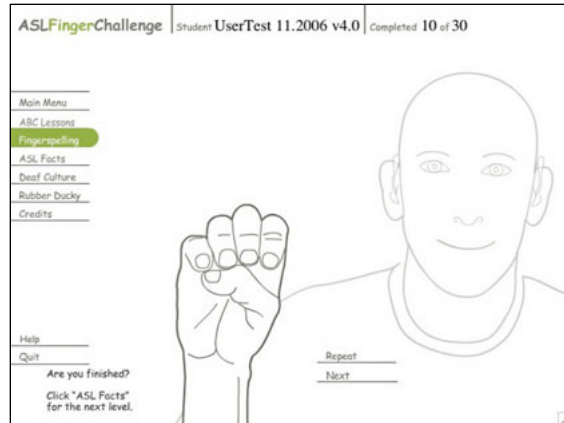 ASLFingerChallenge Student UserTest 11.2006 v4.0 Completed 10 of 30
Main Menu
ABC Lessons
Fingerspelling
ASL Facts
Deaf Culture
Rubber Ducky
Credits
Help
Quit
Are you finished?
Click "ASL Facts"
for the next level.
Repeat
Next